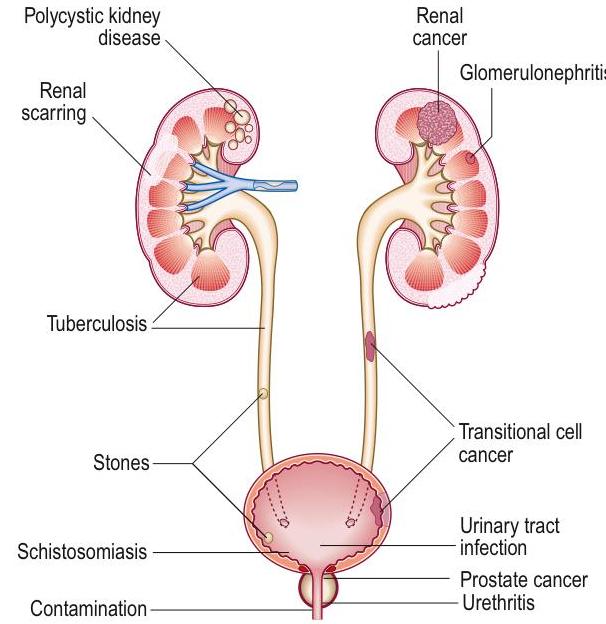 Polycystic kidney
disease
Renal
cancer
Glomerulonephritis
Renal
scarring
Tuberculosis
Transitional cell
cancer
Stones
Urinary tract
infection
Schistosomiasis
Prostate cancer
Urethritis
Contamination